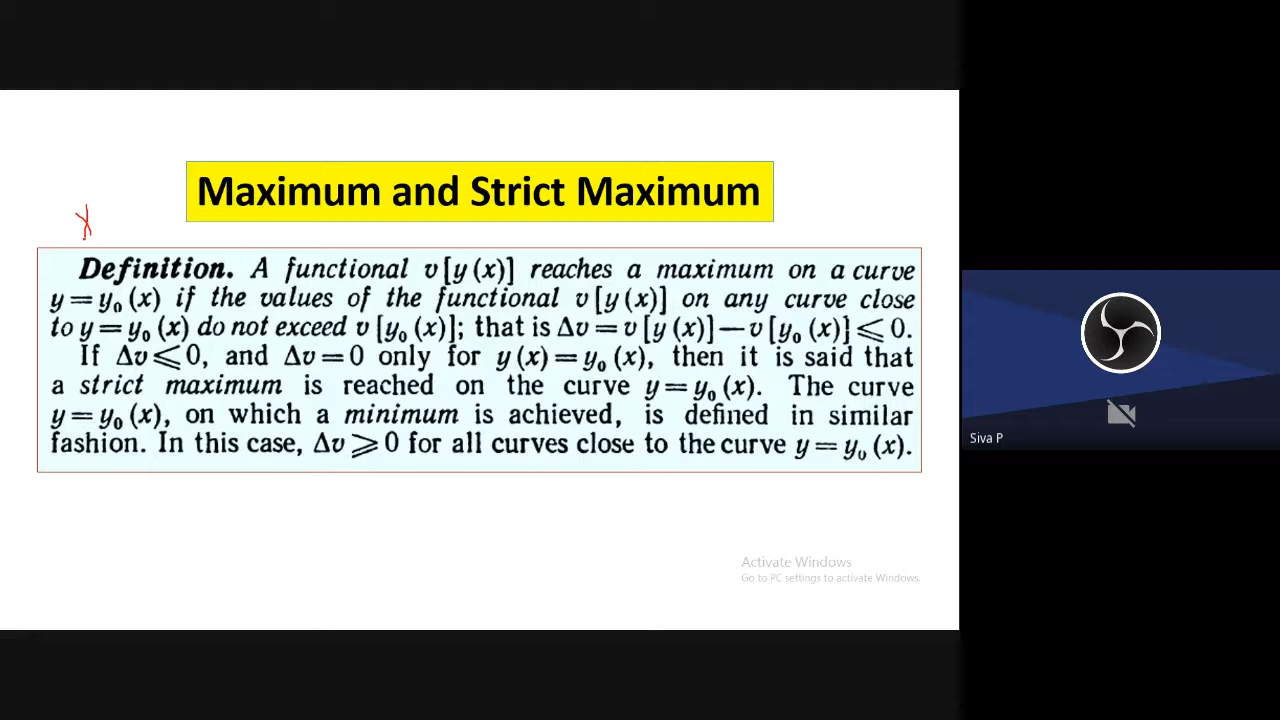 Maximum and Strict Maximum
Definition. A functional v [y (x)] reaches a maximum on a curve
y = y₀ (x) if the values of the functional v [y (x)] on any curve close
to y = y₀ (x) do not exceed v [y₀ (x)]; that is Δv = v [y (x)] — v [y₀ (x)] ⩽ 0.
If Δv ⩽ 0, and Δv = 0 only for y (x) = y₀ (x), then it is said that
a strict maximum is reached on the curve y = y₀ (x). The curve
y = y₀ (x), on which a minimum is achieved, is defined in similar
fashion. In this case, Δv ⩾ 0 for all curves close to the curve y = y₀ (x).
Activate Windows
Go to PC settings to activate Windows.
Siva P